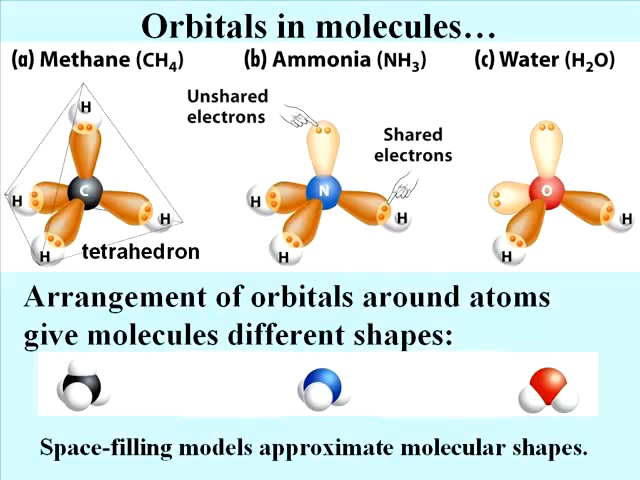 Orbitals in molecules…
(a) Methane (CH₄)
(b) Ammonia (NH₃)
(c) Water (H₂O)
Unshared
electrons
Shared
electrons
H
C
H
H
H
tetrahedron
N
H
H
H
O
H
H
Arrangement of orbitals around atoms
give molecules different shapes:
Space-filling models approximate molecular shapes.